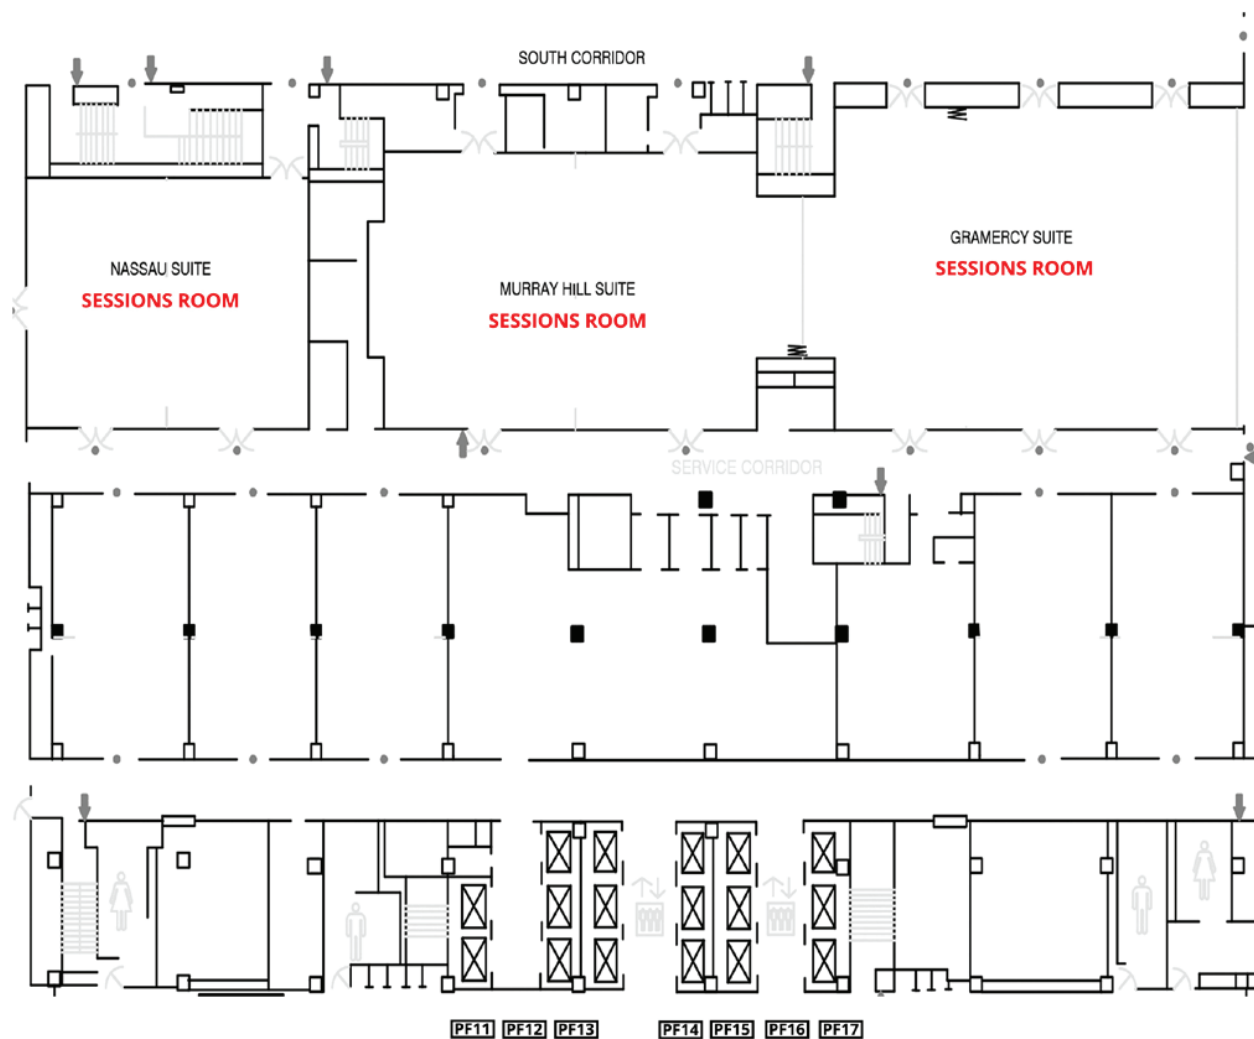 SOUTH CORRIDOR
NASSAU SUITE
SESSIONS ROOM
MURRAY HILL SUITE
SESSIONS ROOM
GRAMERCY SUITE
SESSIONS ROOM
SERVICE CORRIDOR
PF11 PF12 PF13 PF14 PF15 PF16 PF17